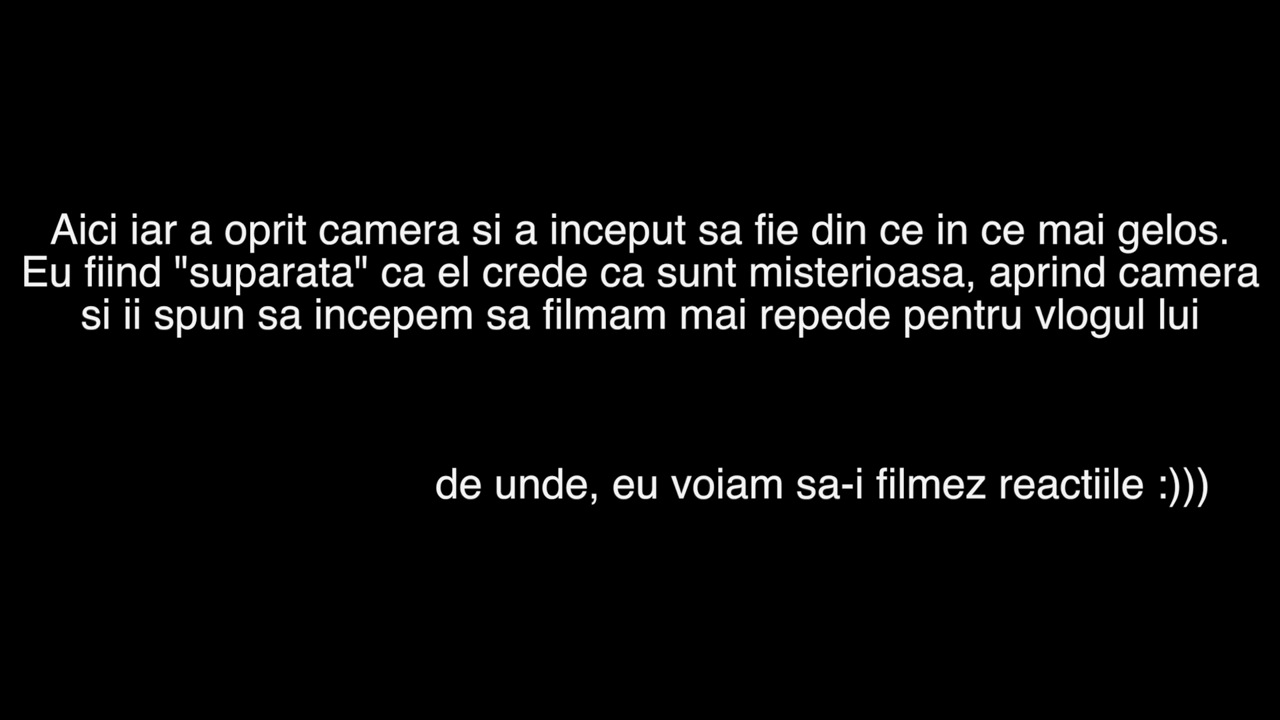 Aici iar a oprit camera si a inceput sa fie din ce in ce mai gelos.
Eu fiind "suparata" ca el crede ca sunt misterioasa, aprind camera
si ii spun sa incepem sa filmam mai repede pentru vlogul lui
de unde, eu voiam sa-i filmez reactiile :)))